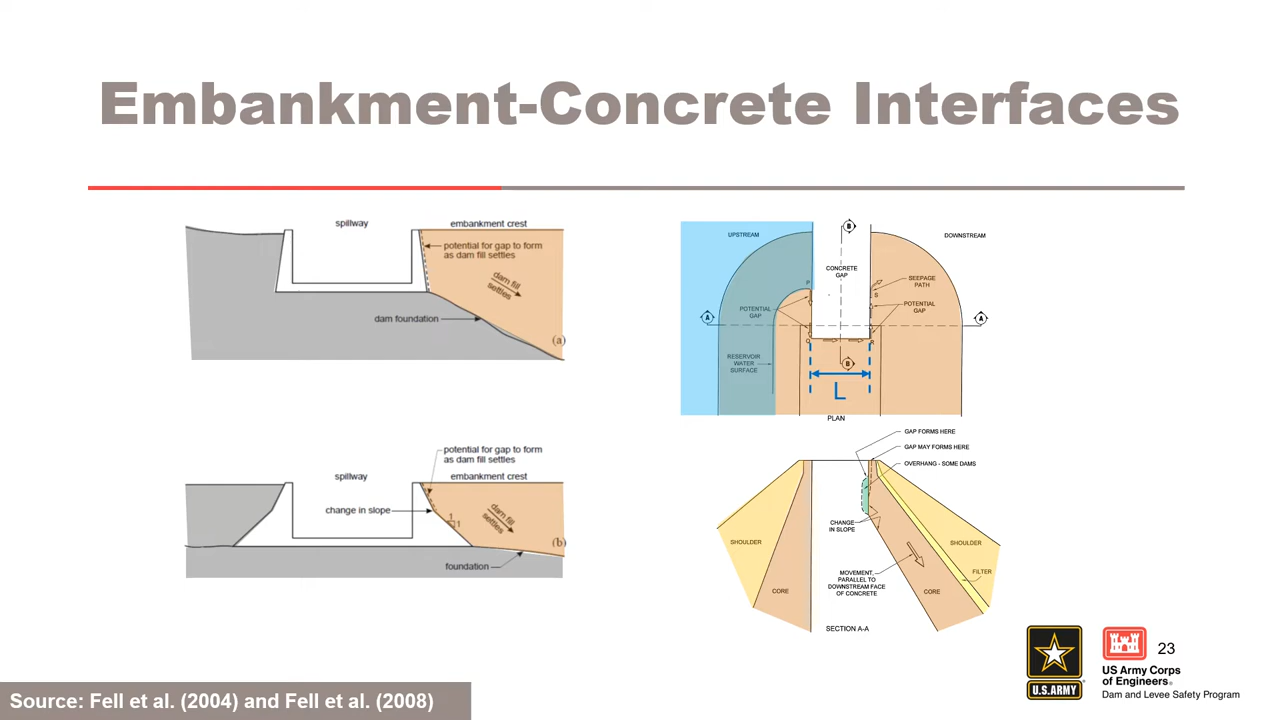 Embankment-Concrete Interfaces
spillway
embankment crest
potential for gap to form
as dam fill settles
dam fill
settles
dam foundation
(a)
spillway
potential for gap to form
as dam fill settles
embankment crest
change in slope
1
1
dam fill
settles
(b)
foundation
UPSTREAM
B
DOWNSTREAM
CONCRETE
GAP
P
SEEPAGE
PATH
S
POTENTIAL
GAP
POTENTIAL
GAP
A
A
Q
R
RESERVOIR
WATER
SURFACE
B
L
PLAN
GAP FORMS HERE
GAP MAY FORMS HERE
OVERHANG - SOME DAMS
CHANGE
IN SLOPE
SHOULDER
SHOULDER
MOVEMENT,
PARALLEL TO
DOWNSTREAM FACE
OF CONCRETE
FILTER
CORE
CORE
SECTION A-A
U.S.ARMY
23
US Army Corps
of Engineers®
Dam and Levee Safety Program
Source: Fell et al. (2004) and Fell et al. (2008)